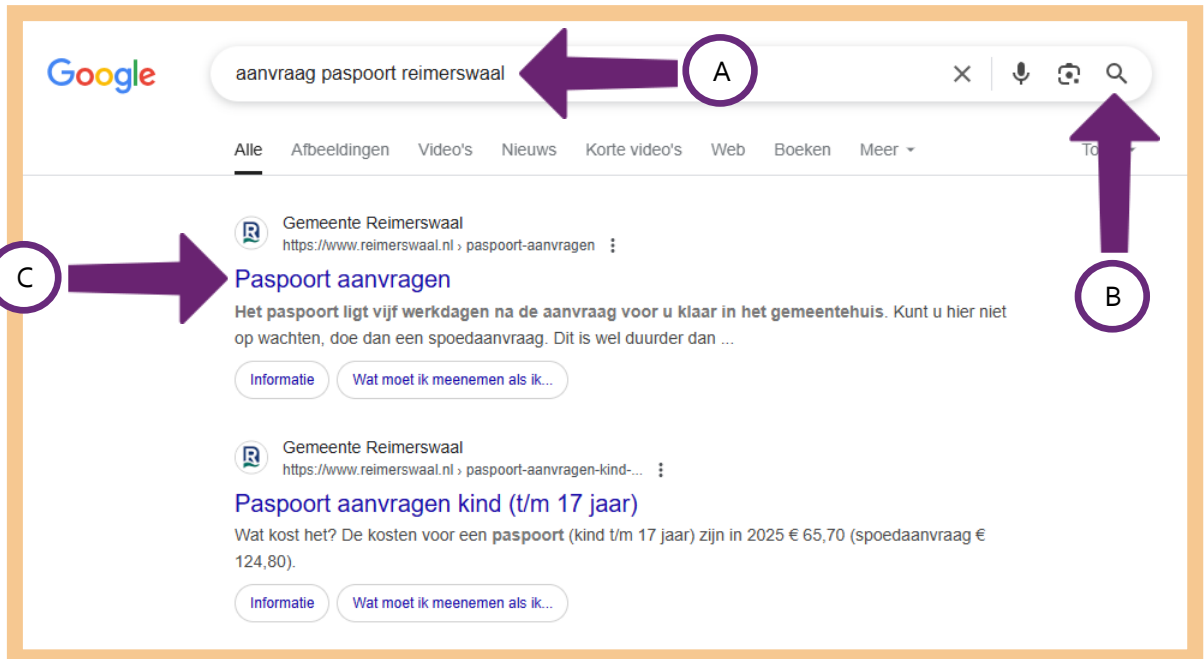 Google
aanvraag paspoort reimerswaal
A
Alle Afbeeldingen Video's Nieuws Korte video's Web Boeken Meer
B
Gemeente Reimerswaal
https://www.reimerswaal.nl › paspoort-aanvragen
C
Paspoort aanvragen
Het paspoort ligt vijf werkdagen na de aanvraag voor u klaar in het gemeentehuis. Kunt u hier niet
op wachten, doe dan een spoedaanvraag. Dit is wel duurder dan ...
Informatie Wat moet ik meenemen als ik...
Gemeente Reimerswaal
https://www.reimerswaal.nl › paspoort-aanvragen-kind-...
Paspoort aanvragen kind (t/m 17 jaar)
Wat kost het? De kosten voor een paspoort (kind t/m 17 jaar) zijn in 2025 € 65,70 (spoedaanvraag €
124,80).
Informatie Wat moet ik meenemen als ik...